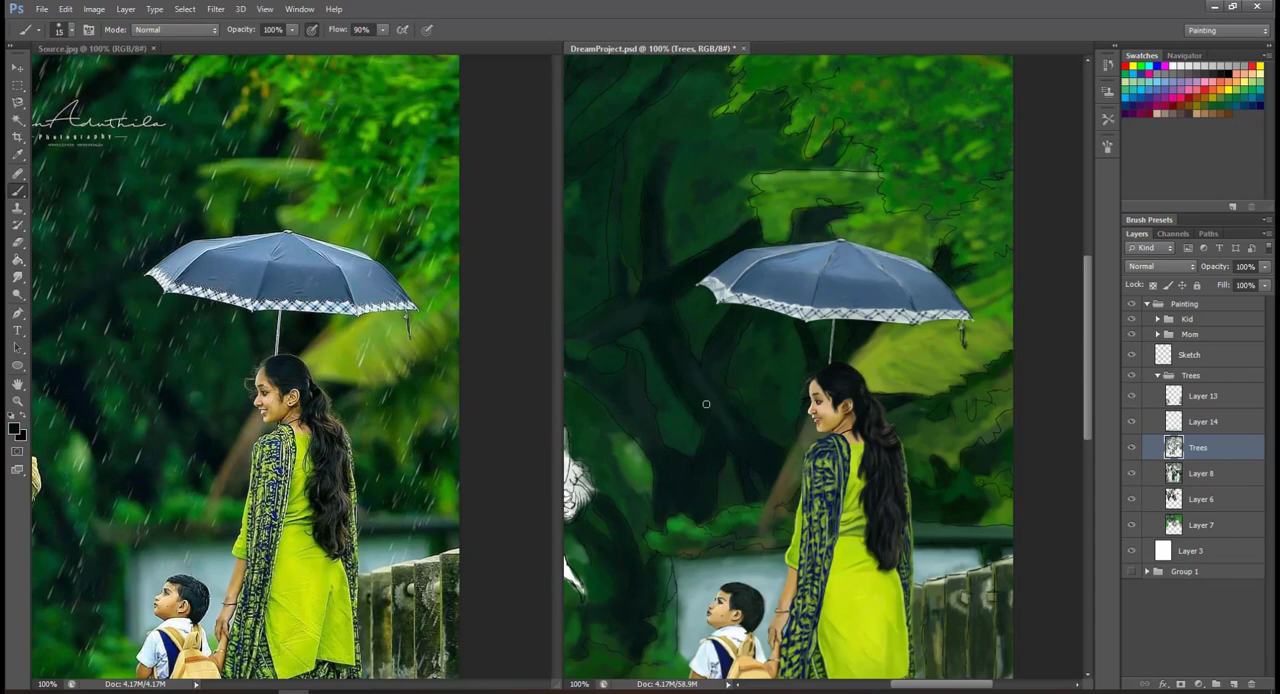 Ps File Edit Image Layer Type Select Filter 3D View Window Help
15 Mode: Normal Opacity: 100% Flow: 90% Painting
Source.jpg @ 100% (RGB/8#) × DreamProject.psd @ 100% (Trees, RGB/8#) * ×
Aduthila
Photography
Swatches Navigator
Brush Presets
Layers Channels Paths
Kind
Normal Opacity: 100%
Lock: Fill: 100%
Painting
Kid
Mom
Sketch
Trees
Layer 13
Layer 14
Trees
Layer 8
Layer 6
Layer 7
Layer 3
Group 1
100% Doc: 4.17M/4.17M 100% Doc: 4.17M/58.9M